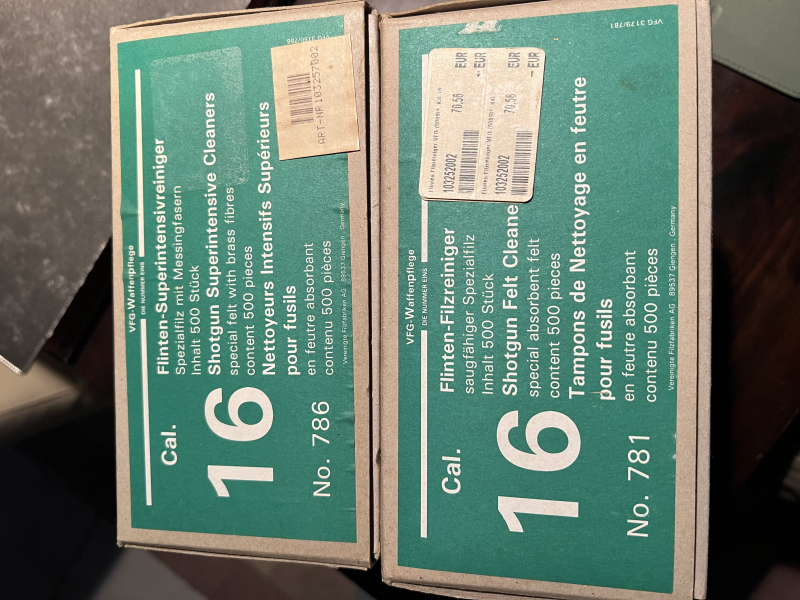 VFG-Waffenpflege
DIE NUMMER EINS
Cal.
16
No. 786
Flinten-Superintensivreiniger
Spezialfilz mit Messingfasern
Inhalt 500 Stück
Shotgun Superintensive Cleaners
special felt with brass fibres
content 500 pieces
Nettoyeurs Intensifs Supérieurs
pour fusils
en feutre absorbant
contenu 500 pièces
Vereinigte Filzfabriken AG · 89537 Giengen · Germany
ART-NR 103257002
VFG-Waffenpflege
DIE NUMMER EINS
Cal.
16
No. 781
Flinten-Filzreiniger
saugfähiger Spezialfilz
Inhalt 500 Stück
Shotgun Felt Cleane
special absorbent felt
content 500 pieces
Tampons de Nettoyage en feutre
pour fusils
en feutre absorbant
contenu 500 pièces
Vereinigte Filzfabriken AG · 89537 Giengen · Germany
VFG 3179/781
103252002
70,56 EUR
EUR
103252002
70,56 EUR
EUR